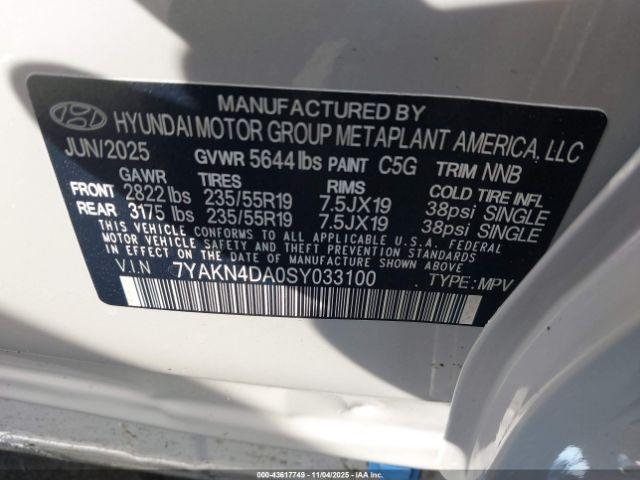 MANUFACTURED BY
HYUNDAI MOTOR GROUP METAPLANT AMERICA, LLC
JUN/2025 GVWR 5644 lbs PAINT C5G TRIM NNB
GAWR TIRES RIMS COLD TIRE INFL
FRONT 2822 lbs 235/55R19 7.5JX19 38psi SINGLE
REAR 3175 lbs 235/55R19 7.5JX19 38psi SINGLE
THIS VEHICLE CONFORMS TO ALL APPLICABLE U.S.A. FEDERAL
MOTOR VEHICLE SAFETY, BUMPER, AND THEFT PREVENTION STANDARDS
IN EFFECT ON THE DATE OF MANUFACTURE SHOWN ABOVE.
V.I.N 7YAKN4DA0SY033100 TYPE: MPV
000-43617749 - 11/04/2025 - IAAI.COM